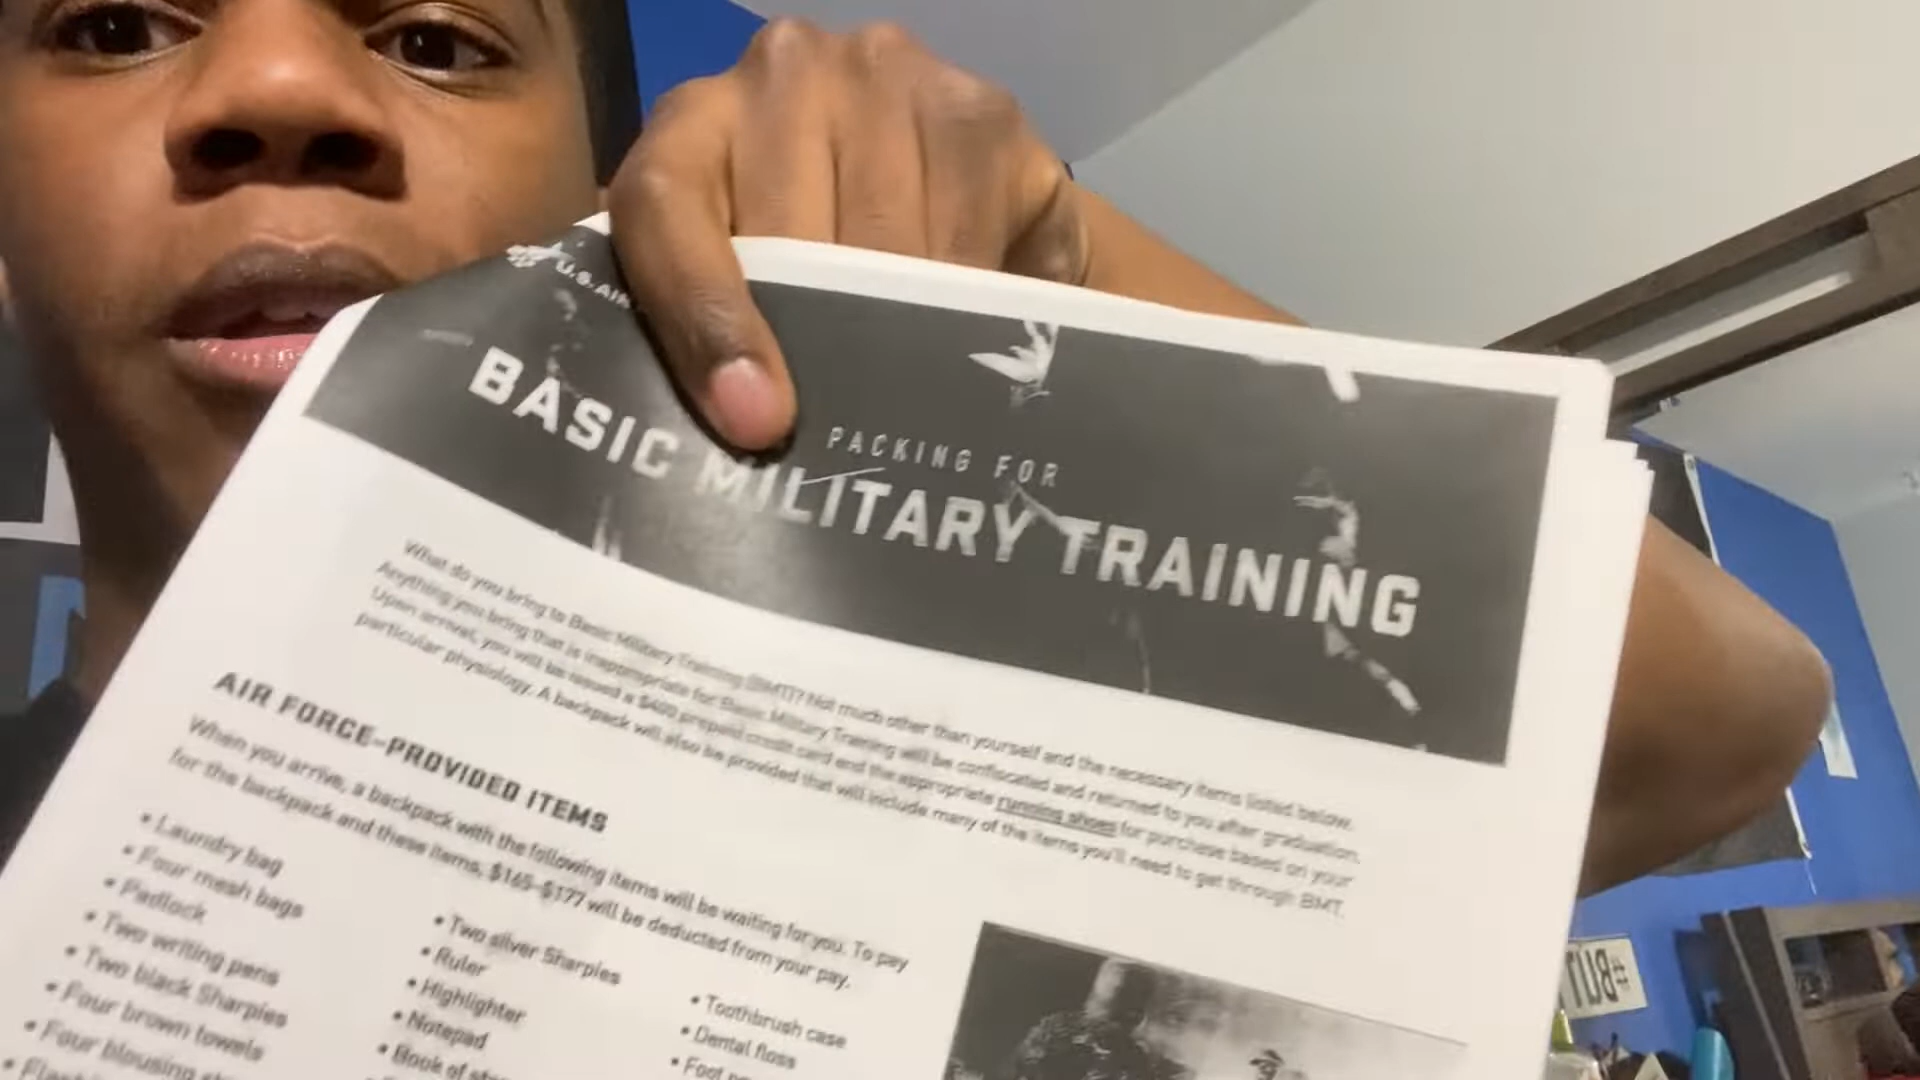 U.S. AIR
PACKING FOR
BASIC MILITARY TRAINING
What do you bring to Basic Military Training (BMT)? Not much other than yourself and the necessary items listed below.
Anything you bring that is inappropriate for Basic Military Training will be confiscated and returned to you after graduation.
Upon arrival, you will be issued a $400 prepaid credit card and the appropriate running shoes for purchase based on your
particular physiology. A backpack will also be provided that will include many of the items you'll need to get through BMT.
AIR FORCE-PROVIDED ITEMS
When you arrive, a backpack with the following items will be waiting for you. To pay
for the backpack and these items, $165-$177 will be deducted from your pay.
• Laundry bag
• Four mesh bags
• Padlock
• Two writing pens
• Two black Sharpies
• Four brown towels
• Four blousing
• Two silver Sharpies
• Ruler
• Highlighter
• Notepad
• Book of
• Toothbrush case
• Dental floss
• Foot